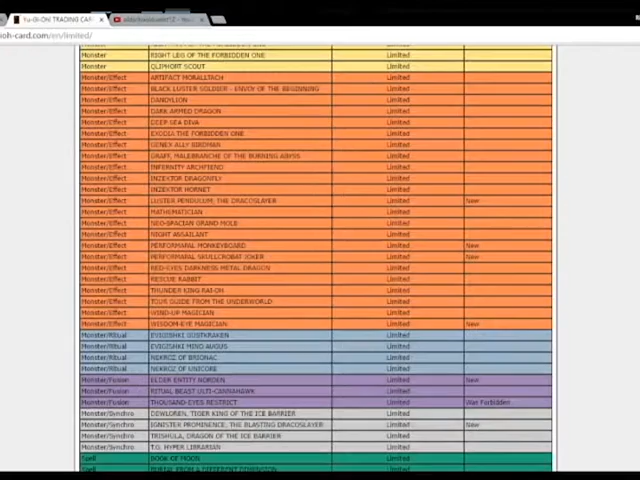 Yu-Gi-Oh! TRADING CAR
ioh-card.com/en/limited/
Monster RIGHT LEG OF THE FORBIDDEN ONE Limited
Monster QLIPHORT SCOUT Limited
Monster/Effect ARTIFACT MORALLTACH Limited
Monster/Effect BLACK LUSTER SOLDIER - ENVOY OF THE BEGINNING Limited
Monster/Effect DANDYLION Limited
Monster/Effect DARK ARMED DRAGON Limited
Monster/Effect DEEP SEA DIVA Limited
Monster/Effect EXODIA THE FORBIDDEN ONE Limited
Monster/Effect GENEX ALLY BIRDMAN Limited
Monster/Effect GRAFF, MALEBRANCHE OF THE BURNING ABYSS Limited
Monster/Effect INFERNITY ARCHFIEND Limited
Monster/Effect INZEKTOR DRAGONFLY Limited
Monster/Effect INZEKTOR HORNET Limited
Monster/Effect LUSTER PENDULUM, THE DRACOSLAYER Limited New
Monster/Effect MATHEMATICIAN Limited
Monster/Effect NEO-SPACIAN GRAND MOLE Limited
Monster/Effect NIGHT ASSAILANT Limited
Monster/Effect PERFORMAPAL MONKEYBOARD Limited New
Monster/Effect PERFORMAPAL SKULLCROBAT JOKER Limited New
Monster/Effect RED-EYES DARKNESS METAL DRAGON Limited
Monster/Effect RESCUE RABBIT Limited
Monster/Effect THUNDER KING RAI-OH Limited
Monster/Effect TOUR GUIDE FROM THE UNDERWORLD Limited
Monster/Effect WIND-UP MAGICIAN Limited
Monster/Effect WISDOM-EYE MAGICIAN Limited New
Monster/Ritual EVIGISHKI GUSTKRAKEN Limited
Monster/Ritual EVIGISHKI MIND AUGUS Limited
Monster/Ritual NEKROZ OF BRIONAC Limited
Monster/Ritual NEKROZ OF UNICORE Limited
Monster/Fusion ELDER ENTITY NORDEN Limited New
Monster/Fusion RITUAL BEAST ULTI-CANNAHAWK Limited
Monster/Fusion THOUSAND-EYES RESTRICT Limited Was Forbidden
Monster/Synchro DEWLOREN, TIGER KING OF THE ICE BARRIER Limited
Monster/Synchro IGNISTER PROMINENCE, THE BLASTING DRACOSLAYER Limited New
Monster/Synchro TRISHULA, DRAGON OF THE ICE BARRIER Limited
Monster/Synchro T.G. HYPER LIBRARIAN Limited
Spell BOOK OF MOON Limited
Spell BURIAL FROM A DIFFERENT DIMENSION Limited